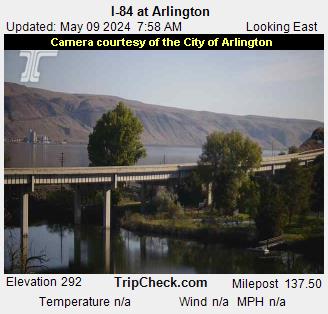 I-84 at Arlington
Updated: May 09 2024 7:58 AM Looking East
Camera courtesy of the City of Arlington
Elevation 292 TripCheck.com Milepost 137.50
Temperature n/a Wind n/a MPH n/a